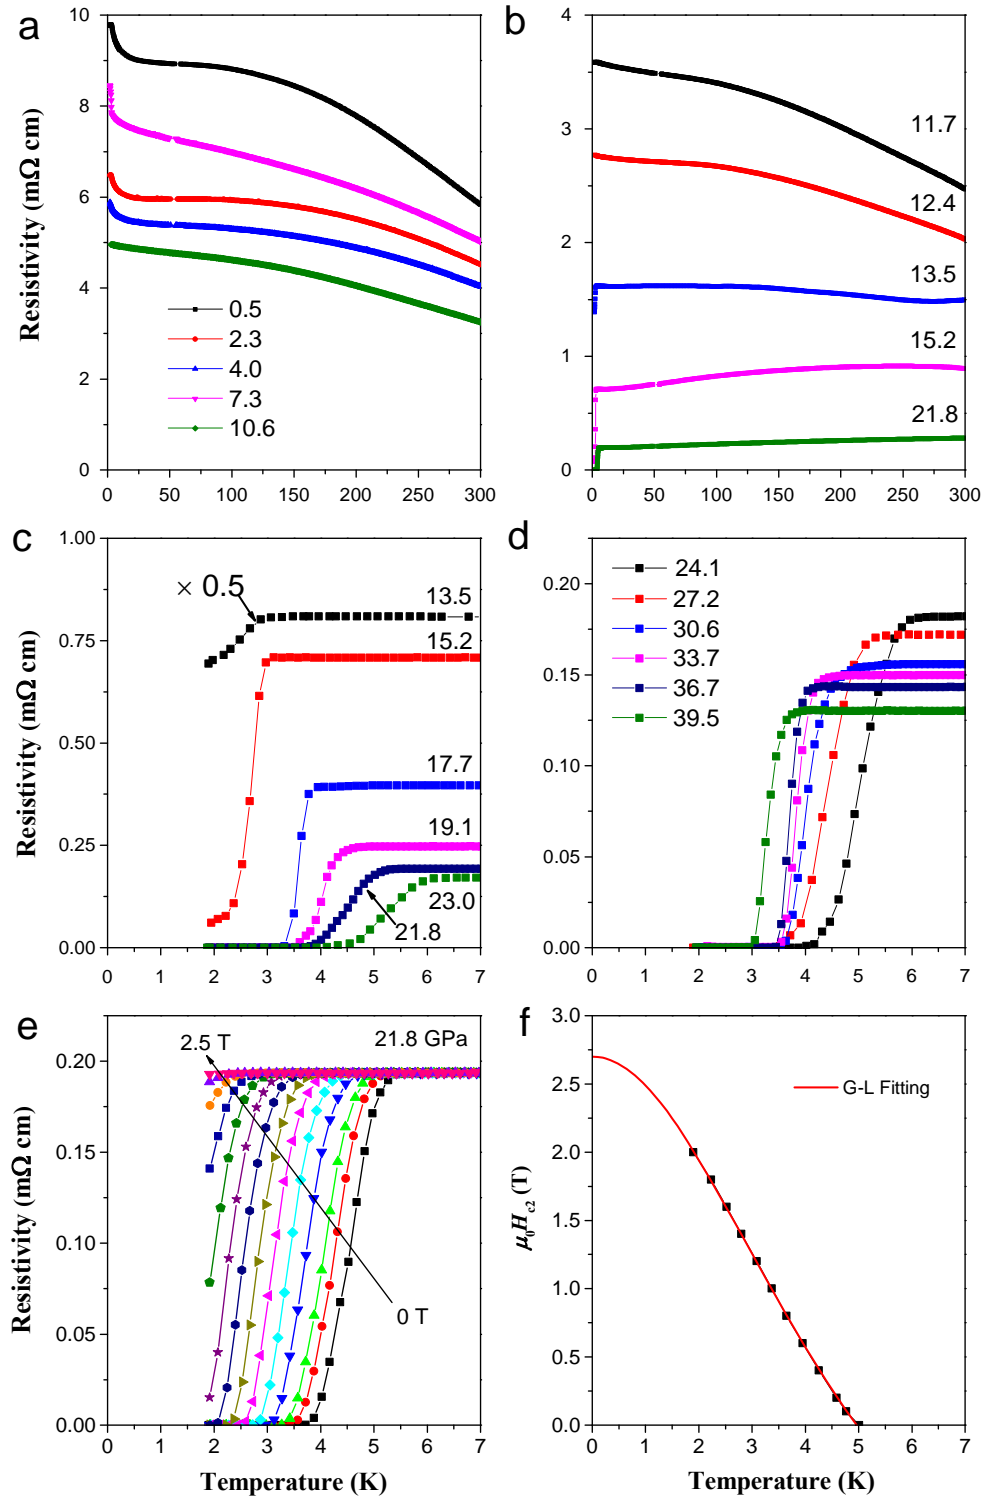 a
10
8
6
4
2
0
Resistivity (mΩ cm)
0.5
2.3
4.0
7.3
10.6
0 50 100 150 200 250 300
b
4
3
2
1
0
11.7
12.4
13.5
15.2
21.8
0 50 100 150 200 250 300
c
1.00
0.75
0.50
0.25
0.00
Resistivity (mΩ cm)
× 0.5
13.5
15.2
17.7
19.1
23.0
21.8
0 1 2 3 4 5 6 7
d
0.20
0.15
0.10
0.05
0.00
24.1
27.2
30.6
33.7
36.7
39.5
0 1 2 3 4 5 6 7
e
0.20
0.15
0.10
0.05
0.00
Resistivity (mΩ cm)
2.5 T
21.8 GPa
0 T
0 1 2 3 4 5 6 7
Temperature (K)
f
3.0
2.5
2.0
1.5
1.0
0.5
0.0
μ₀Hc2 (T)
G-L Fitting
0 1 2 3 4 5 6 7
Temperature (K)